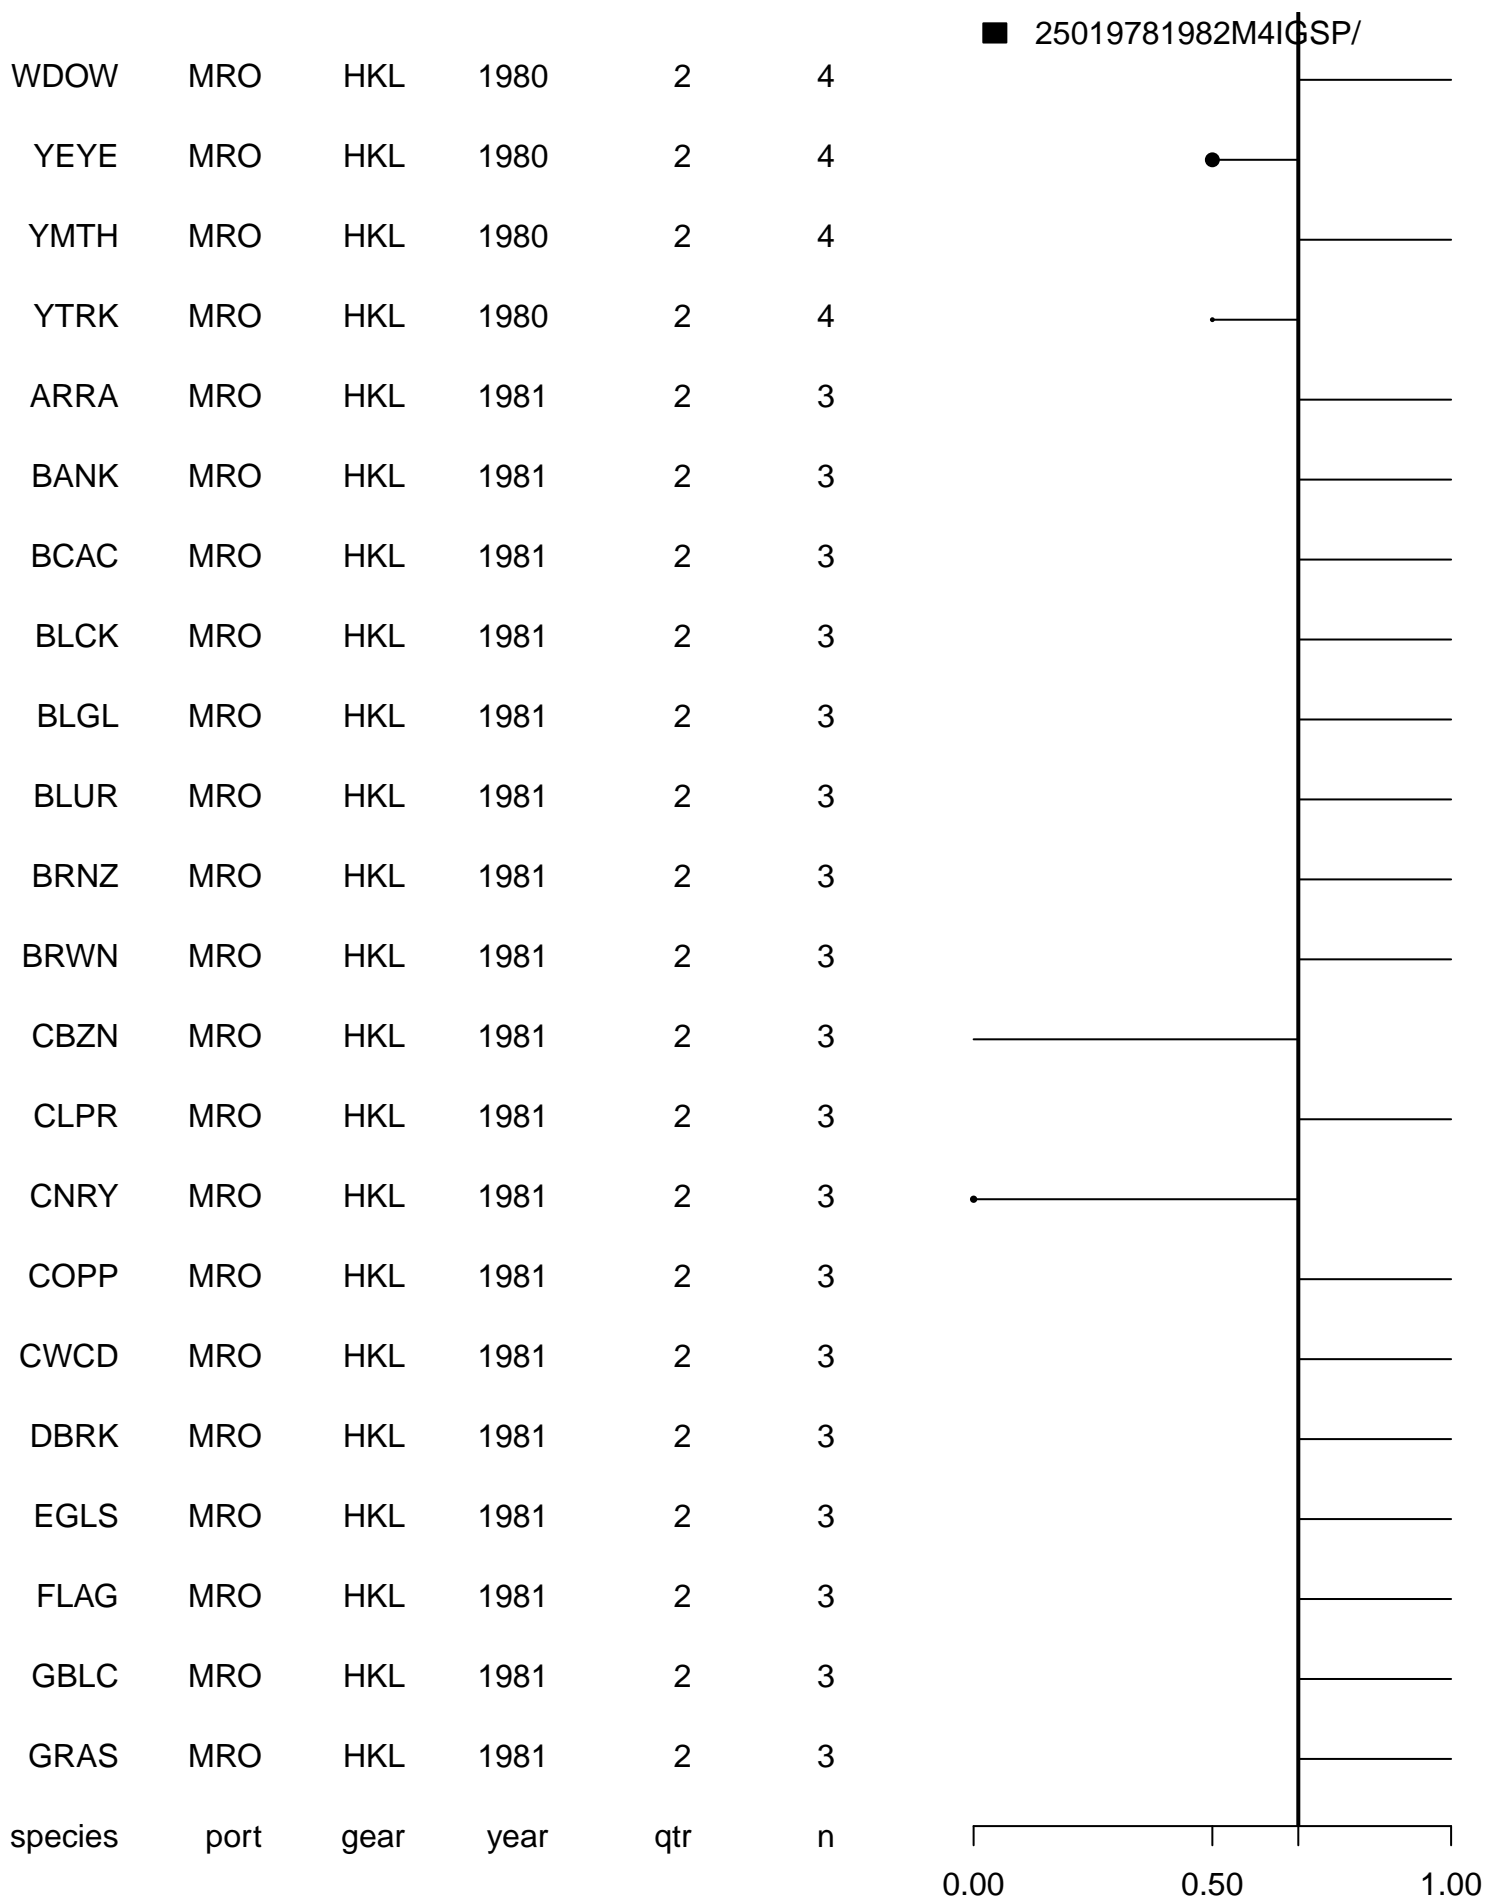 25019781982M4IGSP/
WDOW MRO HKL 1980 2 4
YEYE MRO HKL 1980 2 4
YMTH MRO HKL 1980 2 4
YTRK MRO HKL 1980 2 4
ARRA MRO HKL 1981 2 3
BANK MRO HKL 1981 2 3
BCAC MRO HKL 1981 2 3
BLCK MRO HKL 1981 2 3
BLGL MRO HKL 1981 2 3
BLUR MRO HKL 1981 2 3
BRNZ MRO HKL 1981 2 3
BRWN MRO HKL 1981 2 3
CBZN MRO HKL 1981 2 3
CLPR MRO HKL 1981 2 3
CNRY MRO HKL 1981 2 3
COPP MRO HKL 1981 2 3
CWCD MRO HKL 1981 2 3
DBRK MRO HKL 1981 2 3
EGLS MRO HKL 1981 2 3
FLAG MRO HKL 1981 2 3
GBLC MRO HKL 1981 2 3
GRAS MRO HKL 1981 2 3
species port gear year qtr n
0.00 0.50 1.00